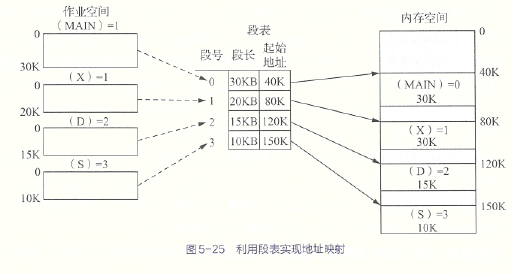 作业空间
(MAIN)=1
0
30K
(X)=1
0
20K
(D)=2
0
15K
(S)=3
0
10K
段表
段号 段长 起始地址
0 30KB 40K
1 20KB 80K
2 15KB 120K
3 10KB 150K
内存空间
0
40K
(MAIN)=0
30K
80K
(X)=1
30K
120K
(D)=2
15K
150K
(S)=3
10K
图5-25 利用段表实现地址映射